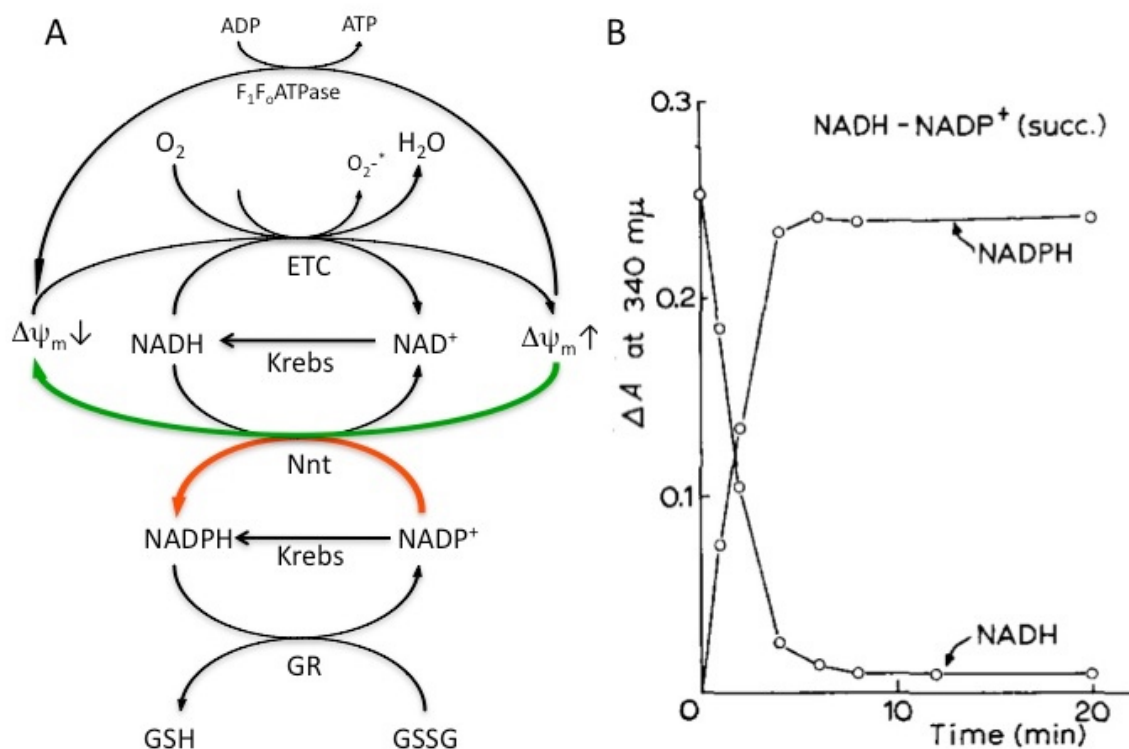 A
ADP ATP
F₁FₒATPase
O₂ O₂-* H₂O
ETC
Δψₘ↓ NADH NAD⁺ Δψₘ↑
Krebs
Nnt
NADPH NADP⁺
Krebs
GR
GSH GSSG
B
NADH-NADP⁺ (succ.)
0.3
0.2
0.1
0
ΔA at 340 mμ
NADPH
NADH
10 20
Time (min)